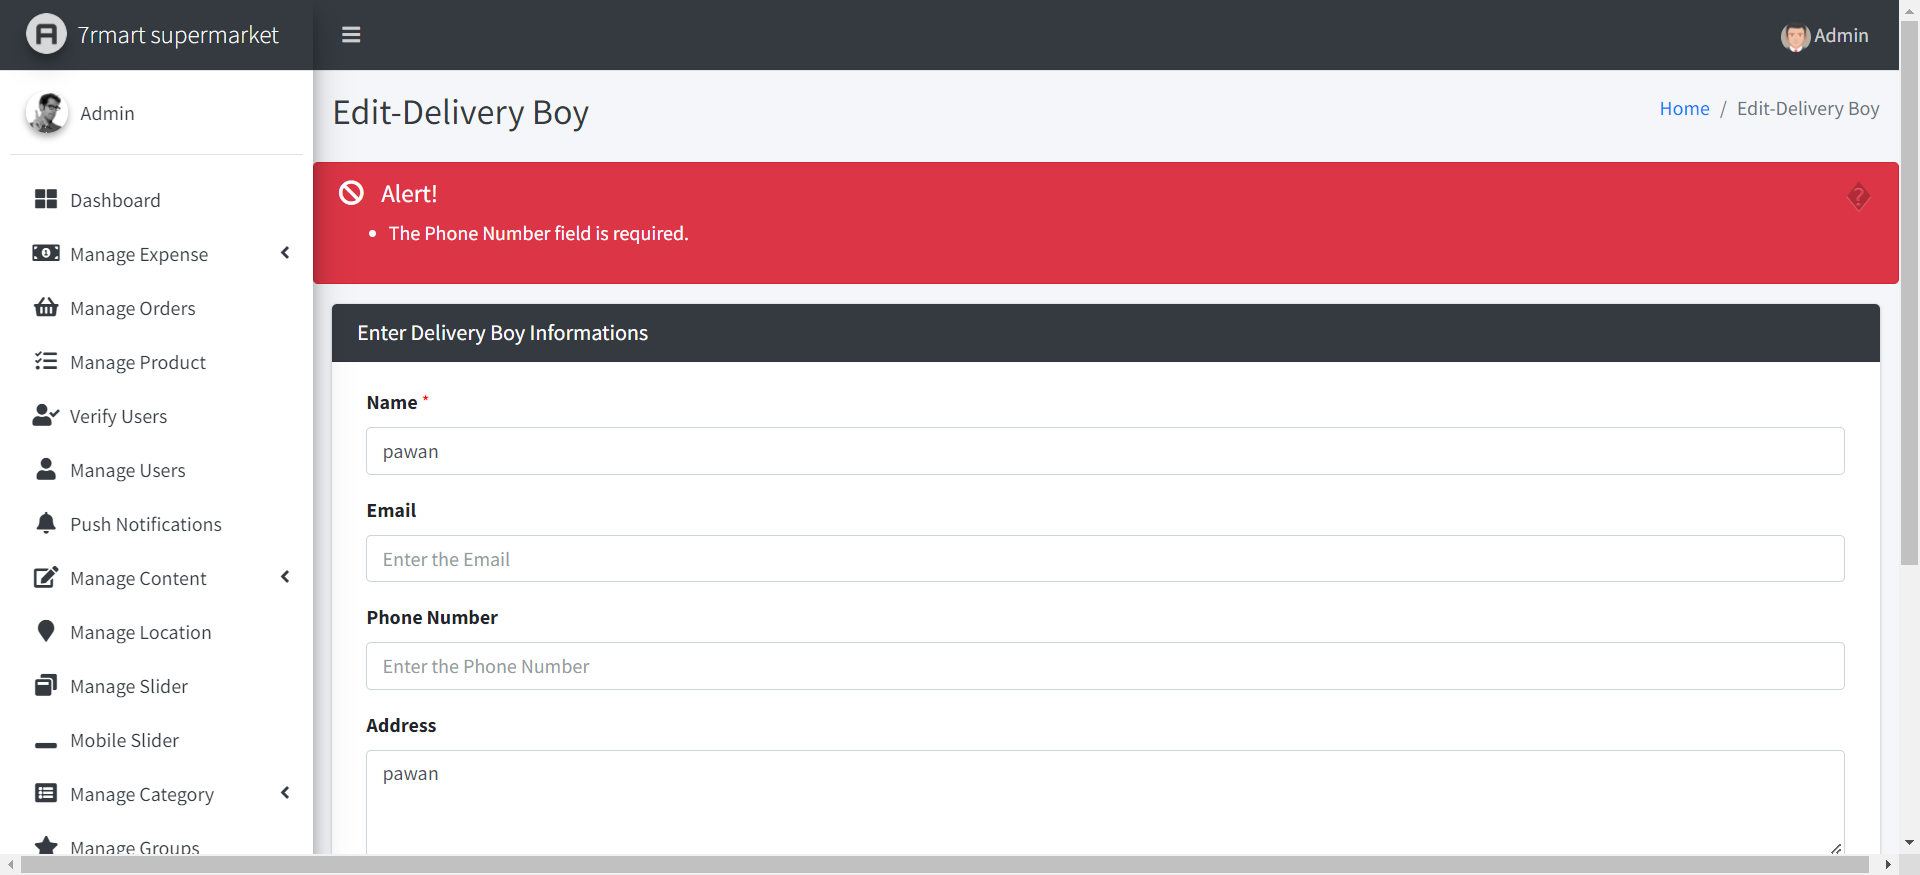 7rmart supermarket
Admin
Admin
Edit-Delivery Boy
Home / Edit-Delivery Boy
Alert!
The Phone Number field is required.
Dashboard
Manage Expense
Manage Orders
Manage Product
Verify Users
Manage Users
Push Notifications
Manage Content
Manage Location
Manage Slider
Mobile Slider
Manage Category
Manage Groups
Enter Delivery Boy Informations
Name *
pawan
Email
Enter the Email
Phone Number
Enter the Phone Number
Address
pawan